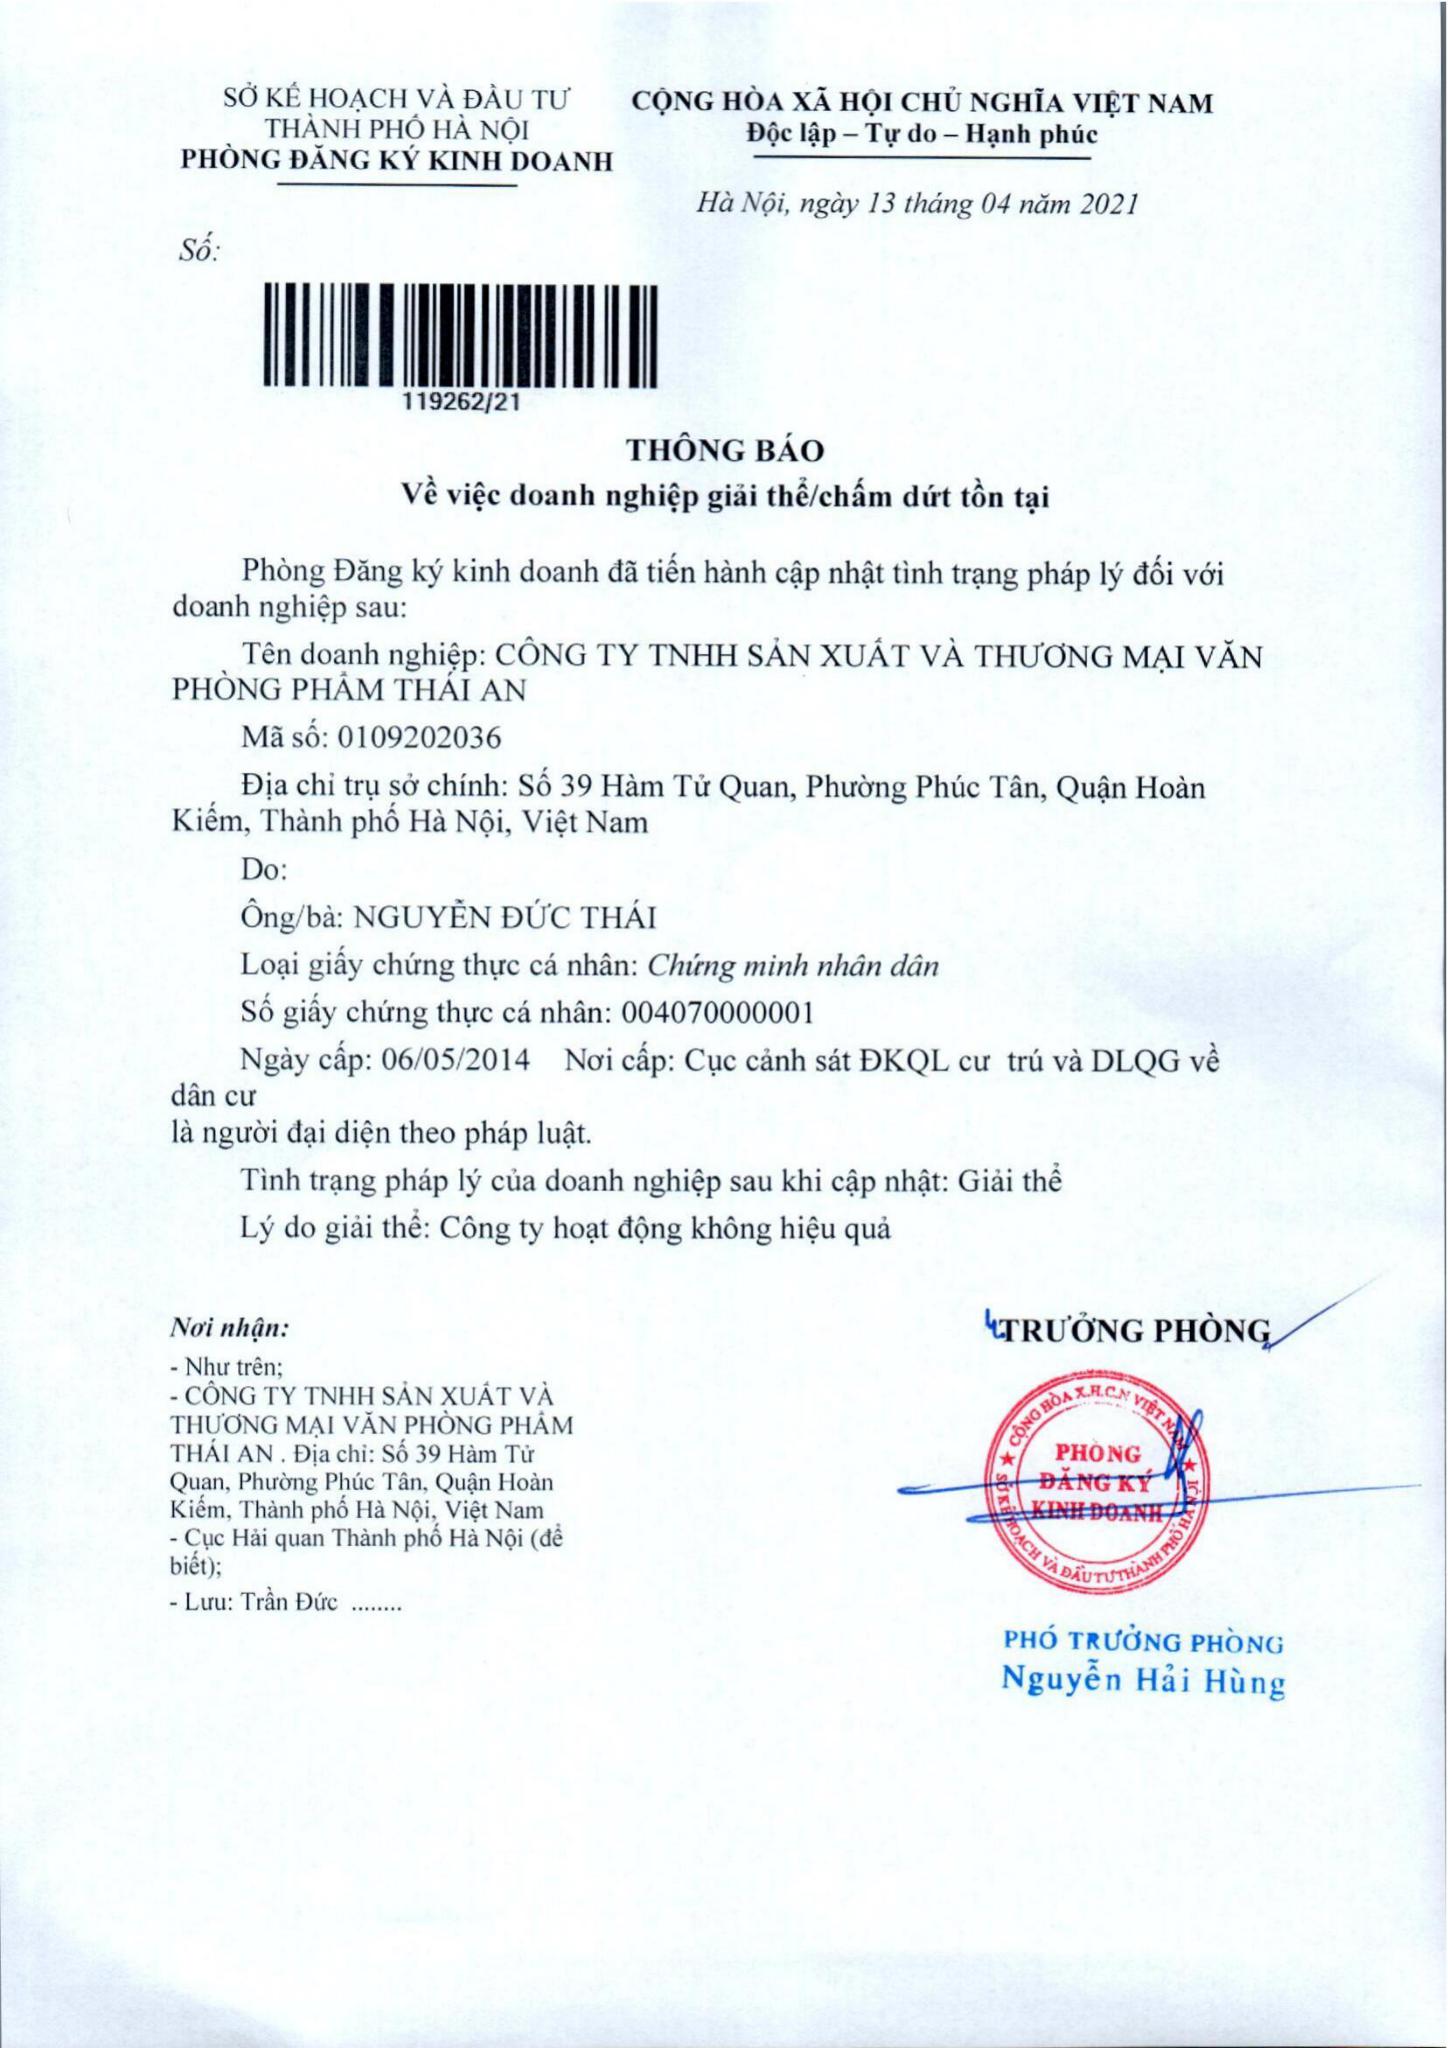 SỞ KẾ HOẠCH VÀ ĐẦU TƯ
THÀNH PHỐ HÀ NỘI
PHÒNG ĐĂNG KÝ KINH DOANH
CỘNG HÒA XÃ HỘI CHỦ NGHĨA VIỆT NAM
Độc lập – Tự do – Hạnh phúc
Hà Nội, ngày 13 tháng 04 năm 2021
Số:
119262/21
THÔNG BÁO
Về việc doanh nghiệp giải thể/chấm dứt tồn tại
Phòng Đăng ký kinh doanh đã tiến hành cập nhật tình trạng pháp lý đối với
doanh nghiệp sau:
Tên doanh nghiệp: CÔNG TY TNHH SẢN XUẤT VÀ THƯƠNG MẠI VĂN
PHÒNG PHẨM THÁI AN
Mã số: 0109202036
Địa chỉ trụ sở chính: Số 39 Hàm Tử Quan, Phường Phúc Tân, Quận Hoàn
Kiếm, Thành phố Hà Nội, Việt Nam
Do:
Ông/bà: NGUYỄN ĐỨC THÁI
Loại giấy chứng thực cá nhân: Chứng minh nhân dân
Số giấy chứng thực cá nhân: 004070000001
Ngày cấp: 06/05/2014 Nơi cấp: Cục cảnh sát ĐKQL cư trú và DLQG về
dân cư
là người đại diện theo pháp luật.
Tình trạng pháp lý của doanh nghiệp sau khi cập nhật: Giải thể
Lý do giải thể: Công ty hoạt động không hiệu quả
Nơi nhận:
- Như trên;
- CÔNG TY TNHH SẢN XUẤT VÀ
THƯƠNG MẠI VĂN PHÒNG PHẨM
THÁI AN . Địa chỉ: Số 39 Hàm Tử
Quan, Phường Phúc Tân, Quận Hoàn
Kiếm, Thành phố Hà Nội, Việt Nam
- Cục Hải quan Thành phố Hà Nội (để
biết);
- Lưu: Trần Đức ........
TRƯỞNG PHÒNG
CỘNG HÒA X.H.C.N VIỆT NAM
PHÒNG
ĐĂNG KÝ
KINH DOANH
SỞ KẾ HOẠCH VÀ ĐẦU TƯ THÀNH PHỐ HÀ NỘI
PHÓ TRƯỞNG PHÒNG
Nguyễn Hải Hùng